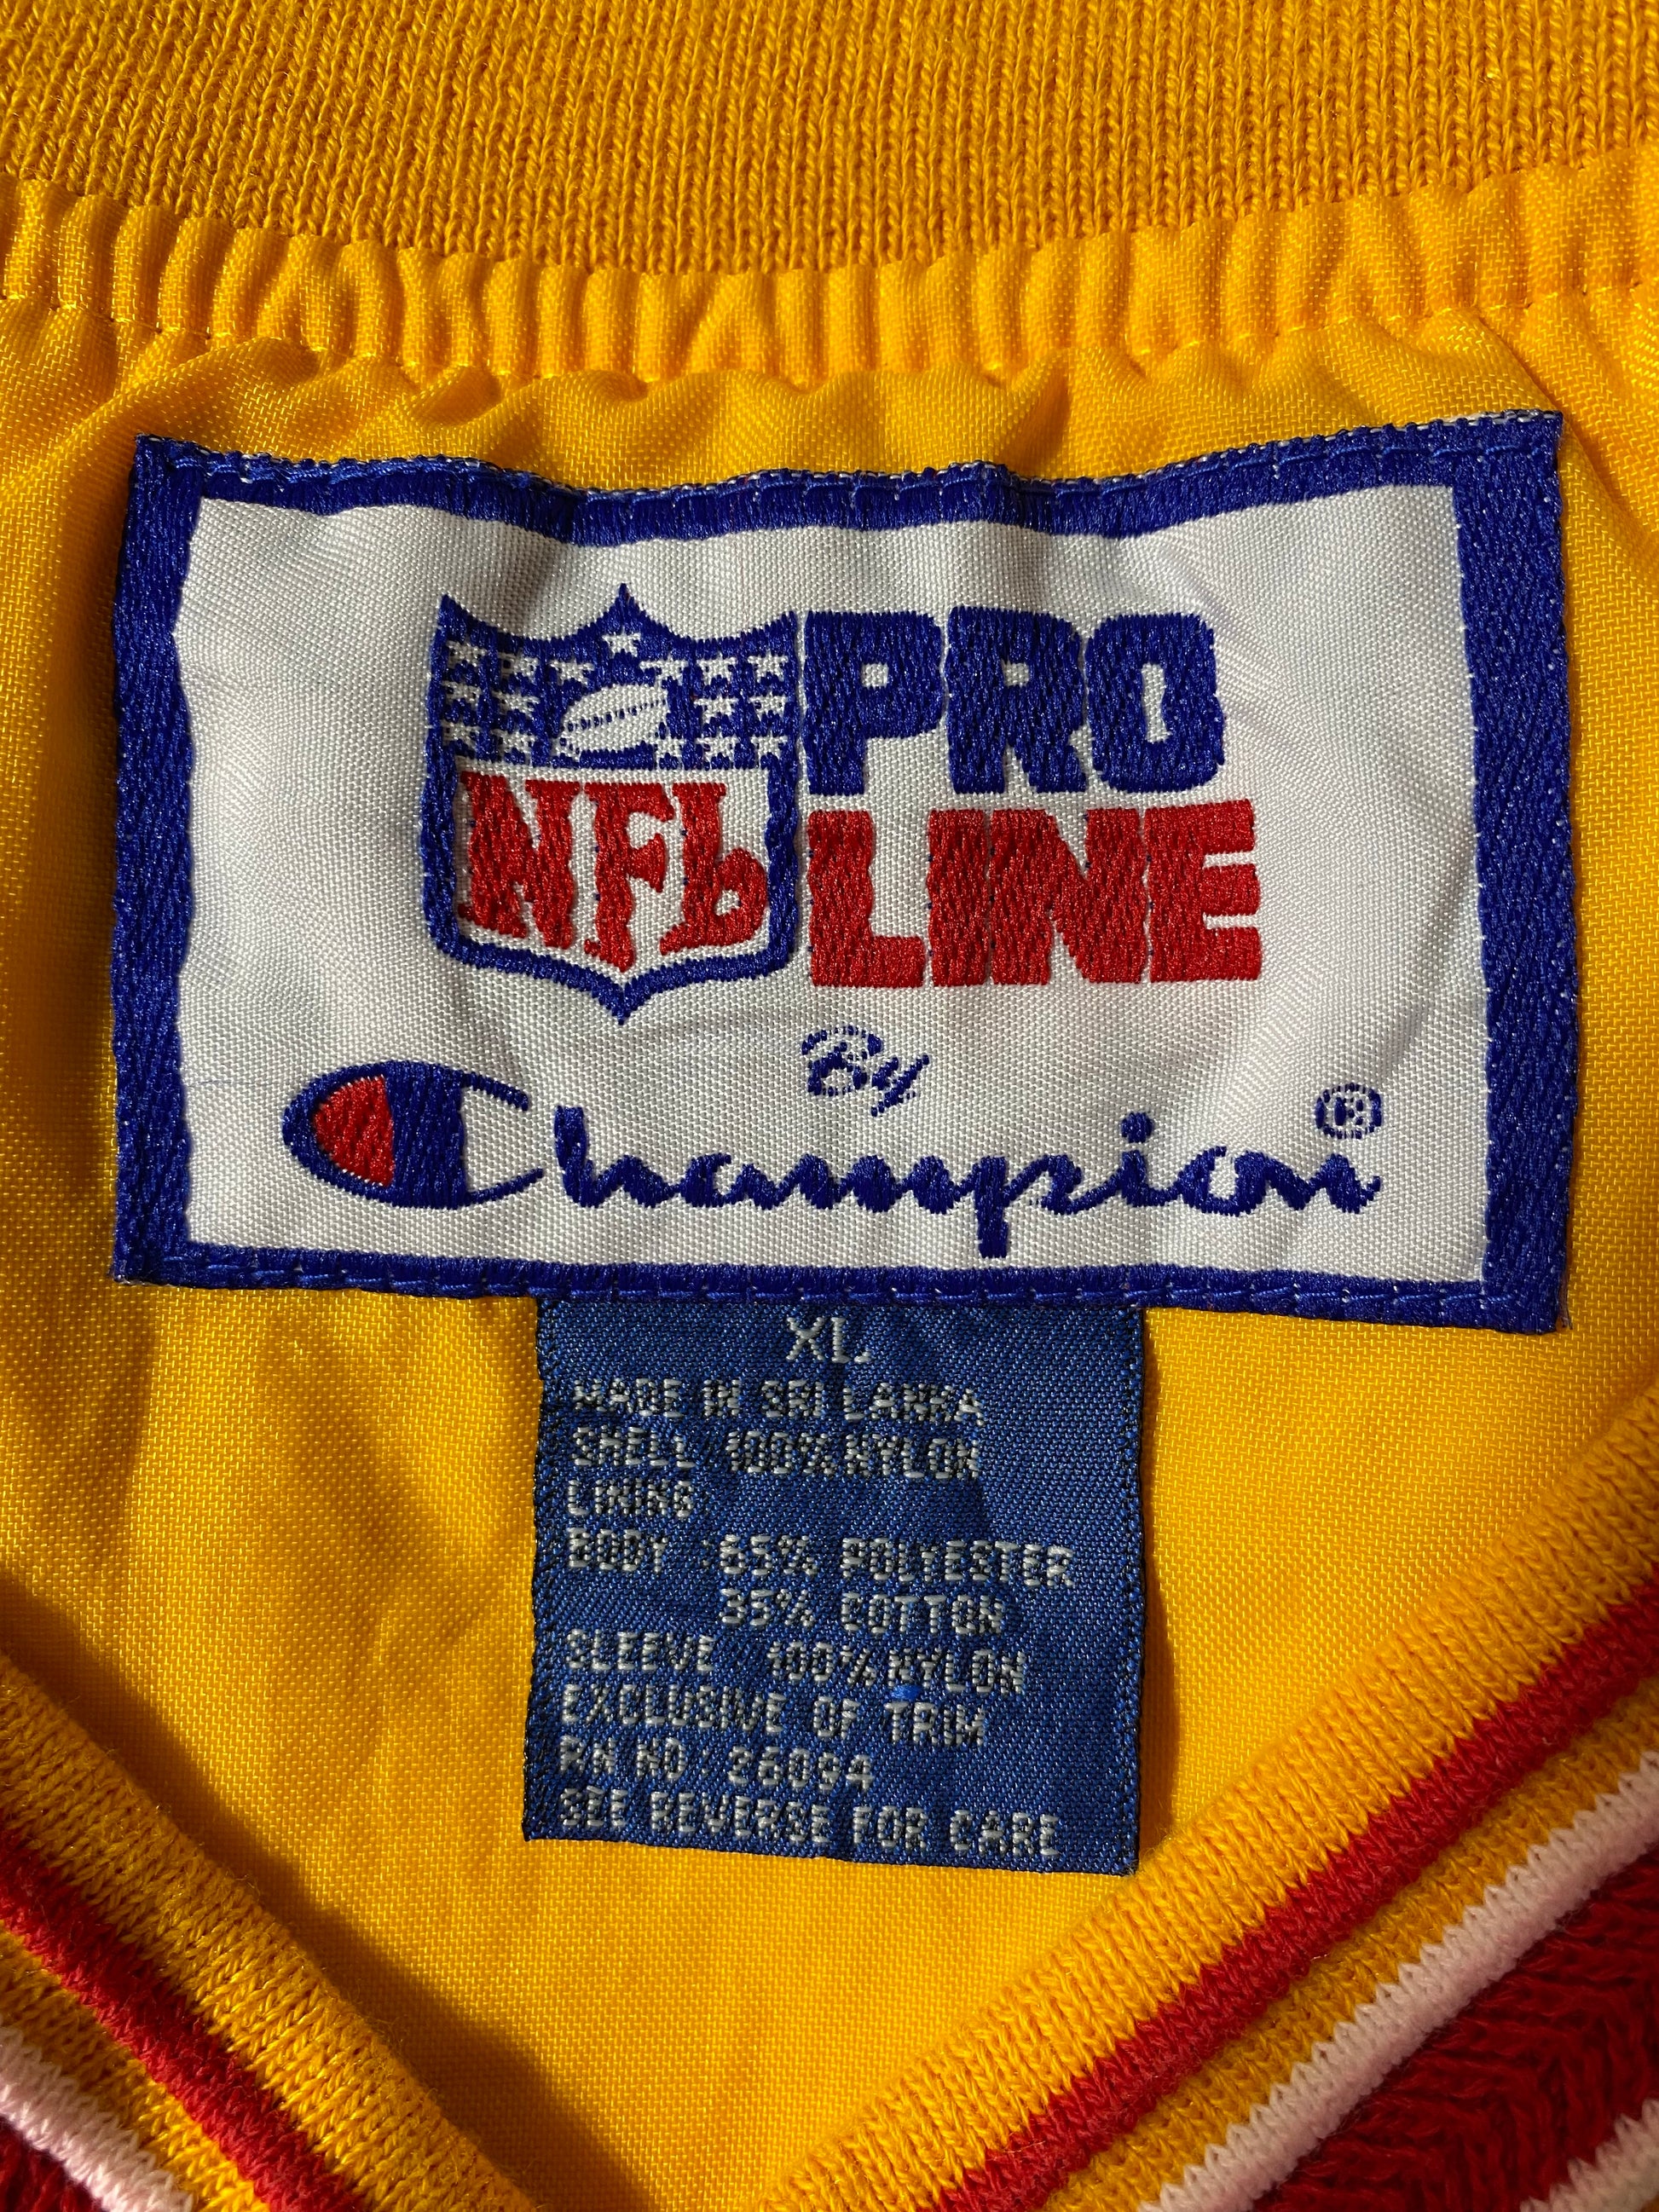 NFL PRO
LINE
By
Champion®
XL
MADE IN SRI LANKA
SHELL 100% NYLON
LINING
BODY 65% POLYESTER
35% COTTON
SLEEVE 100% NYLON
EXCLUSIVE OF TRIM
RN NO: 26094
SEE REVERSE FOR CARE